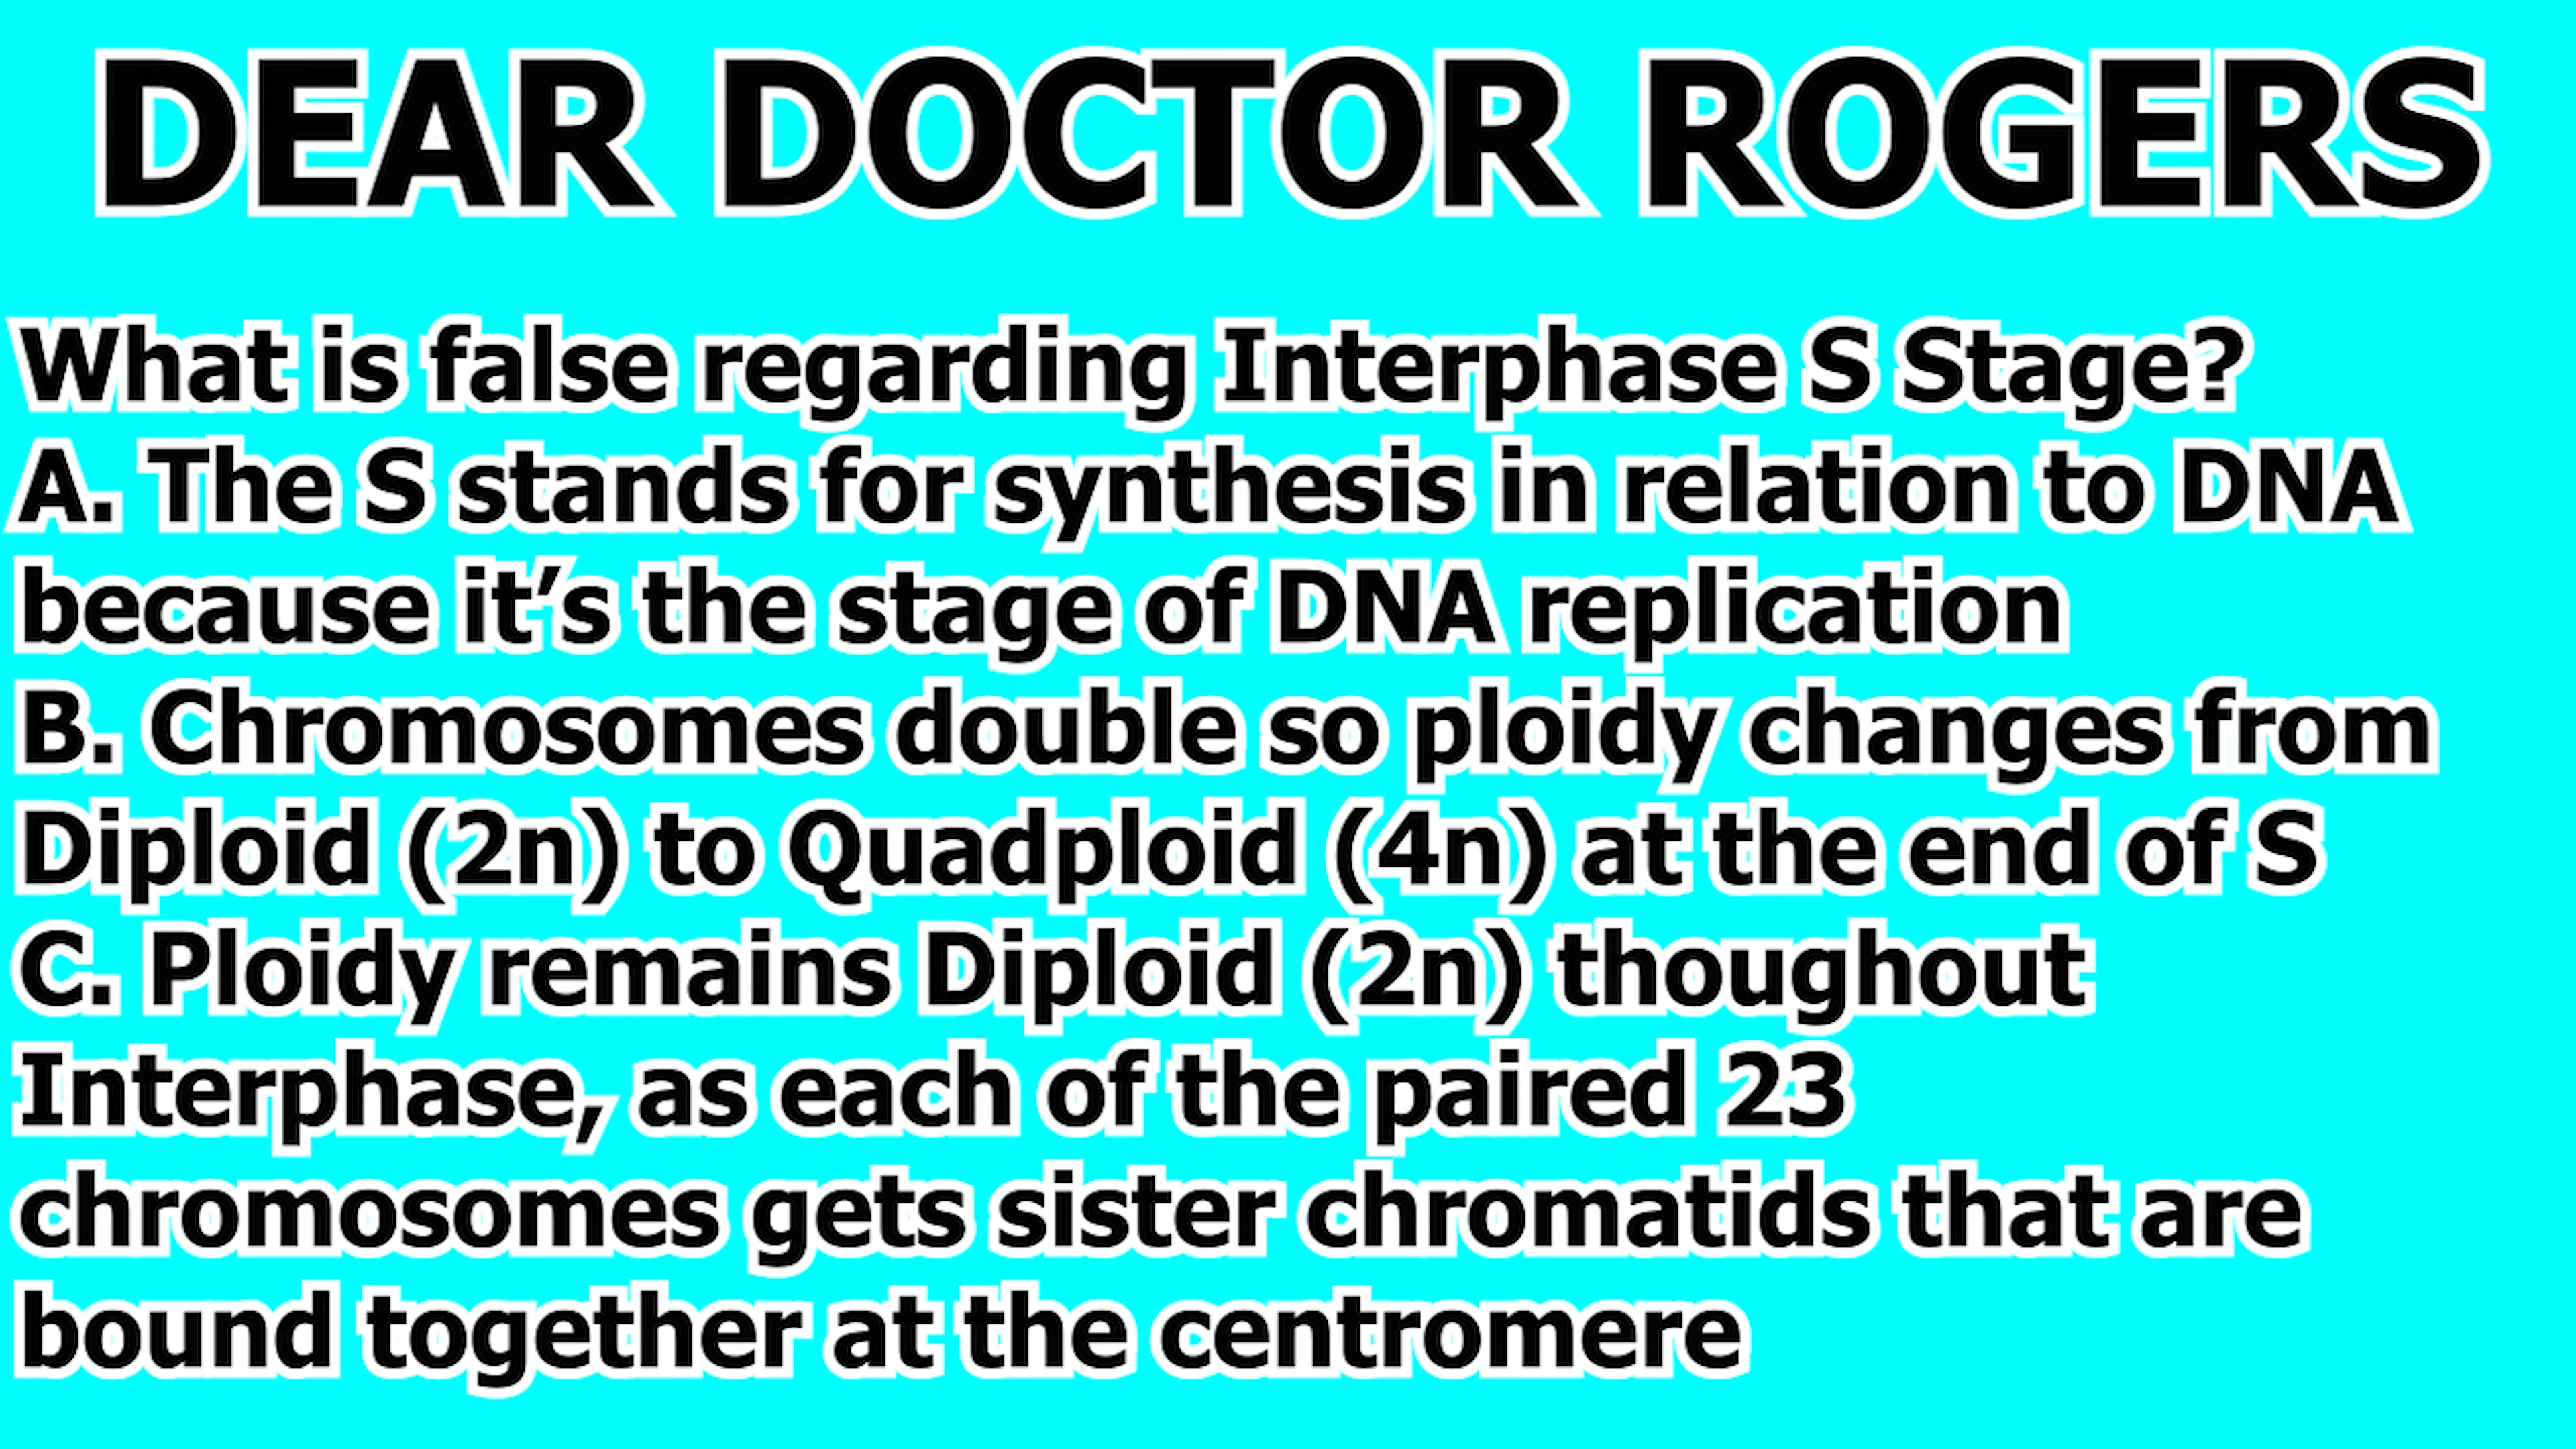 DEAR DOCTOR ROGERS
What is false regarding Interphase S Stage?
A. The S stands for synthesis in relation to DNA
because it’s the stage of DNA replication
B. Chromosomes double so ploidy changes from
Diploid (2n) to Quadploid (4n) at the end of S
C. Ploidy remains Diploid (2n) thoughout
Interphase, as each of the paired 23
chromosomes gets sister chromatids that are
bound together at the centromere